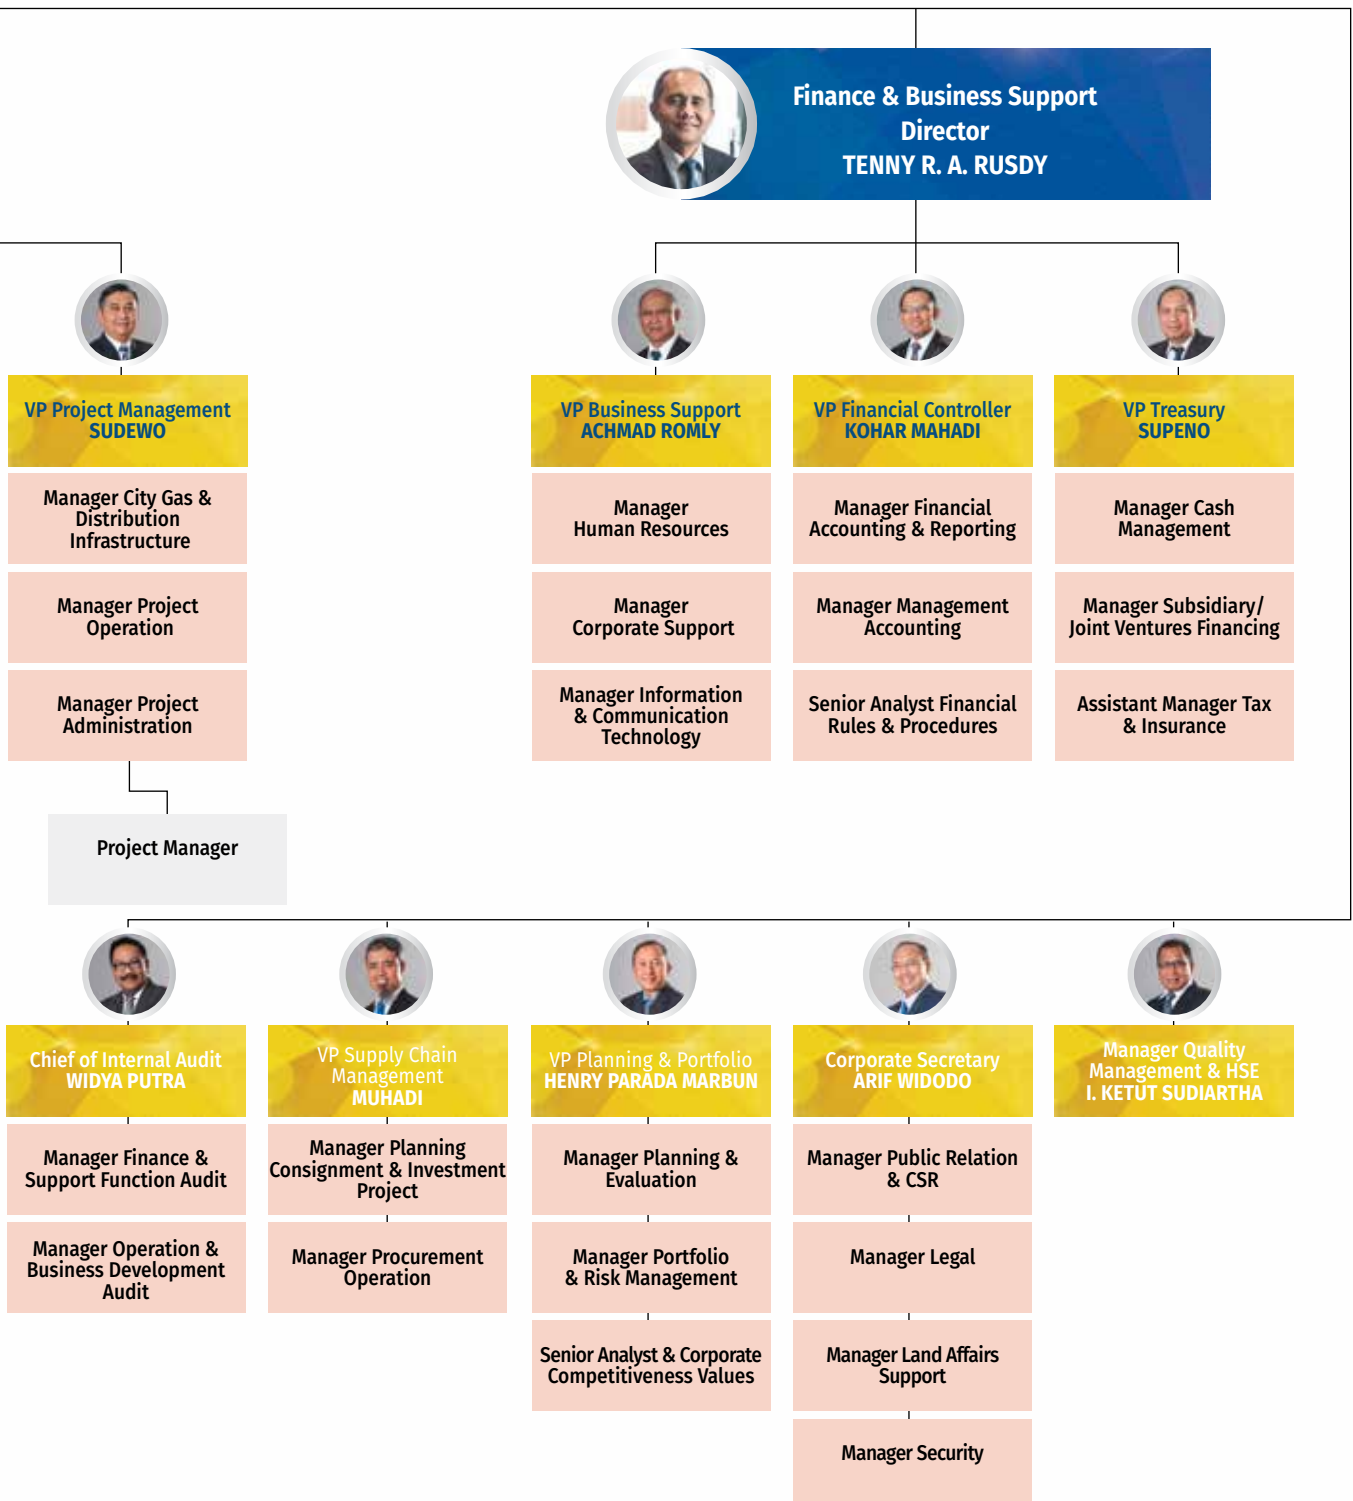 Finance & Business Support
Director
TENNY R. A. RUSDY
VP Project Management
SUDEWO
Manager City Gas &
Distribution
Infrastructure
Manager Project
Operation
Manager Project
Administration
Project Manager
VP Business Support
ACHMAD ROMLY
Manager
Human Resources
Manager
Corporate Support
Manager Information
& Communication
Technology
VP Financial Controller
KOHAR MAHADI
Manager Financial
Accounting & Reporting
Manager Management
Accounting
Senior Analyst Financial
Rules & Procedures
VP Treasury
SUPENO
Manager Cash
Management
Manager Subsidiary/
Joint Ventures Financing
Assistant Manager Tax
& Insurance
Chief of Internal Audit
WIDYA PUTRA
Manager Finance &
Support Function Audit
Manager Operation &
Business Development
Audit
VP Supply Chain
Management
MUHADI
Manager Planning
Consignment & Investment
Project
Manager Procurement
Operation
VP Planning & Portfolio
HENRY PARADA MARBUN
Manager Planning &
Evaluation
Manager Portfolio
& Risk Management
Senior Analyst & Corporate
Competitiveness Values
Corporate Secretary
ARIF WIDODO
Manager Public Relation
& CSR
Manager Legal
Manager Land Affairs
Support
Manager Security
Manager Quality
Management & HSE
I. KETUT SUDIARTHA